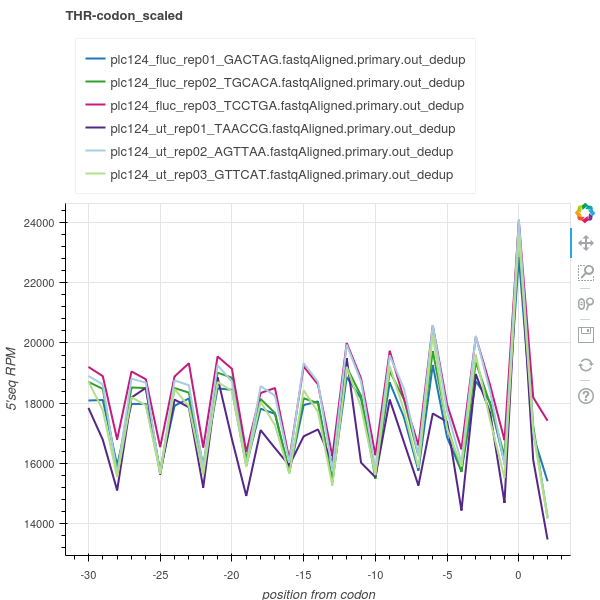 THR-codon_scaled
plc124_fluc_rep01_GACTAG.fastqAligned.primary.out_dedup
plc124_fluc_rep02_TGCACA.fastqAligned.primary.out_dedup
plc124_fluc_rep03_TCCTGA.fastqAligned.primary.out_dedup
plc124_ut_rep01_TAACCG.fastqAligned.primary.out_dedup
plc124_ut_rep02_AGTTAA.fastqAligned.primary.out_dedup
plc124_ut_rep03_GTTCAT.fastqAligned.primary.out_dedup
24000
22000
20000
18000
16000
14000
5'seq RPM
-30 -25 -20 -15 -10 -5 0
position from codon